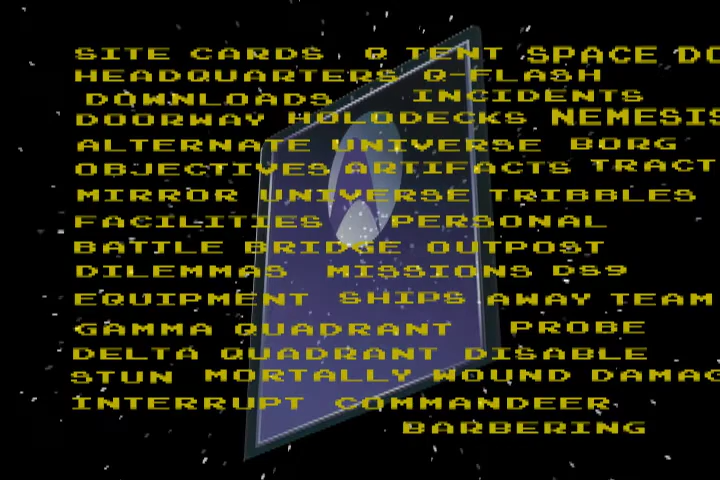 SITE CARDS Q TENT SPACE DO
HEADQUARTERS Q-FLASH
DOWNLOADS INCIDENTS
DOORWAY HOLODECKS NEMESIS
ALTERNATE UNIVERSE BORG
OBJECTIVES ARTIFACTS TRACT
MIRROR UNIVERSE TRIBBLES
FACILITIES PERSONAL
BATTLE BRIDGE OUTPOST
DILEMMAS MISSIONS DS9
EQUIPMENT SHIPS AWAY TEAM
GAMMA QUADRANT PROBE
DELTA QUADRANT DISABLE
STUN MORTALLY WOUND DAMAG
INTERRUPT COMMANDEER
BARBERING